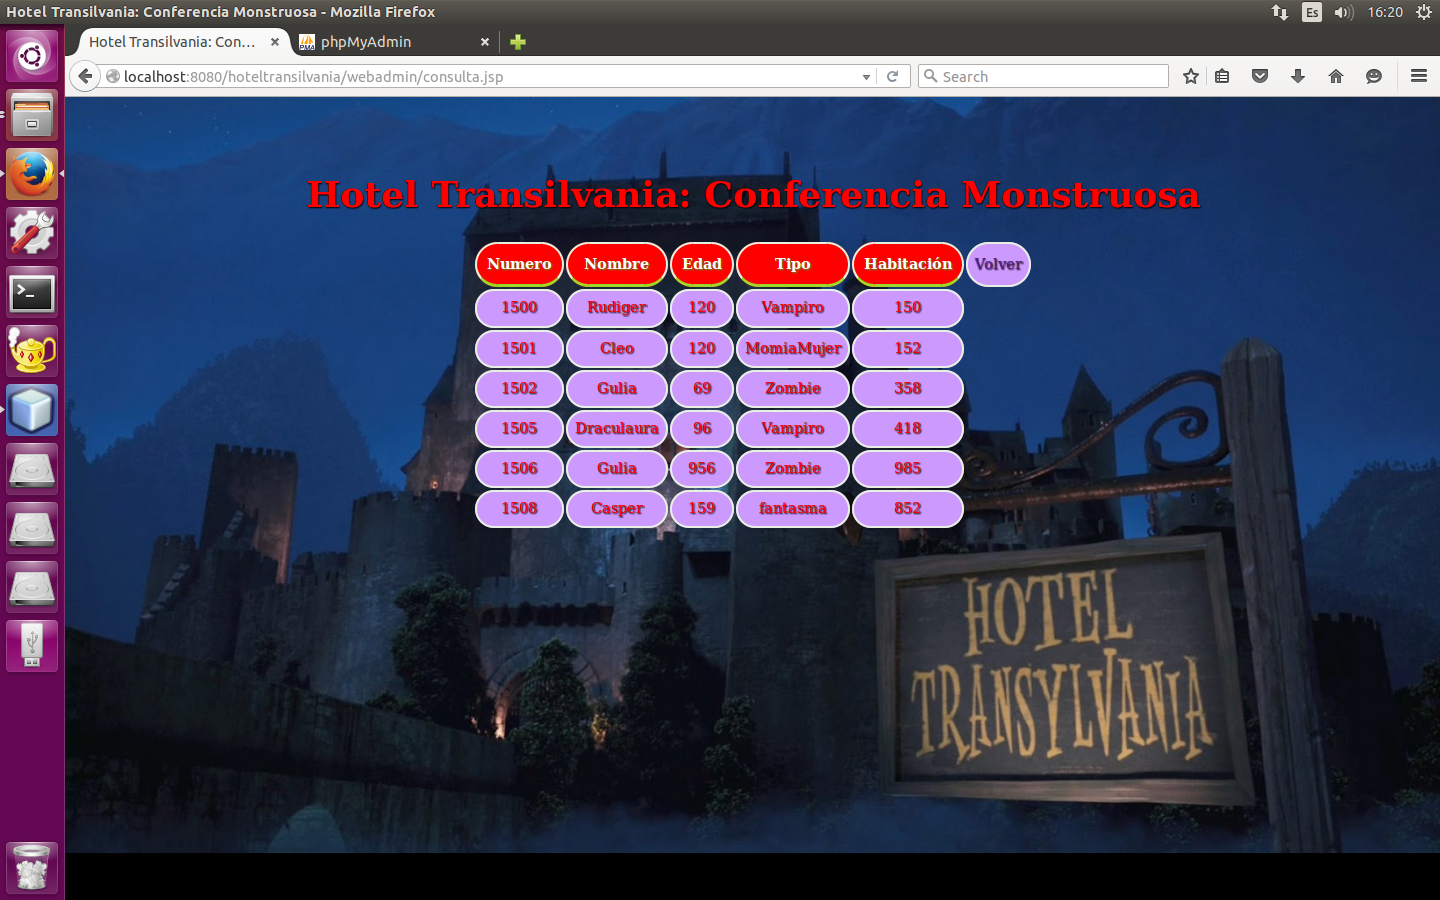 Hotel Transilvania: Conferencia Monstruosa - Mozilla Firefox
Es
16:20
Hotel Transilvania: Con...
phpMyAdmin
localhost:8080/hoteltransilvania/webadmin/consulta.jsp
Search
Hotel Transilvania: Conferencia Monstruosa
Numero Nombre Edad Tipo Habitación Volver
1500 Rudiger 120 Vampiro 150
1501 Cleo 120 MomiaMujer 152
1502 Gulia 69 Zombie 358
1505 Draculaura 96 Vampiro 418
1506 Gulia 956 Zombie 985
1508 Casper 159 fantasma 852
HOTEL
TRANSYLVANIA